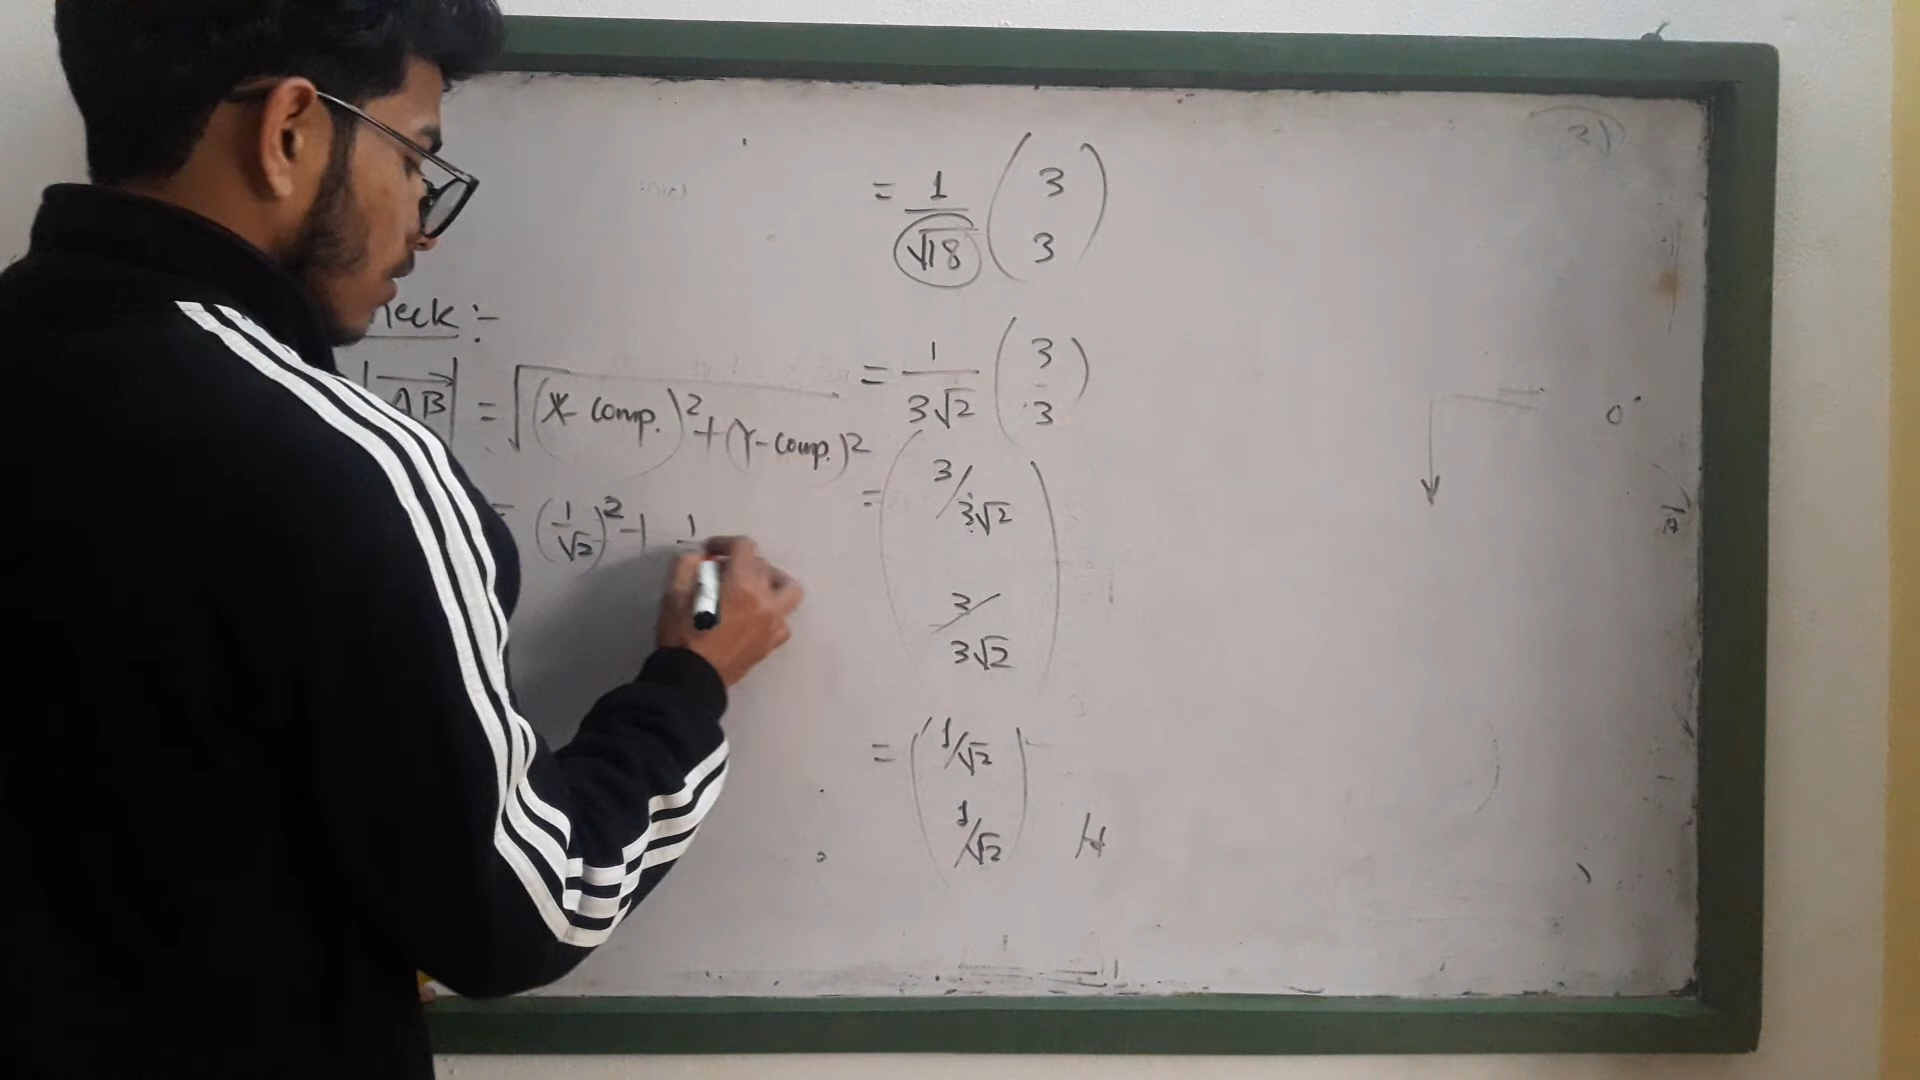 heck :-
|AB| = √(X-comp.)² + (Y-comp.)²
= (1/√2)² + 1
= 1/√18 (3 3)
= 1/3√2 (3 3)
= (3/3√2 3/3√2)
= (1/√2 1/√2)
0°